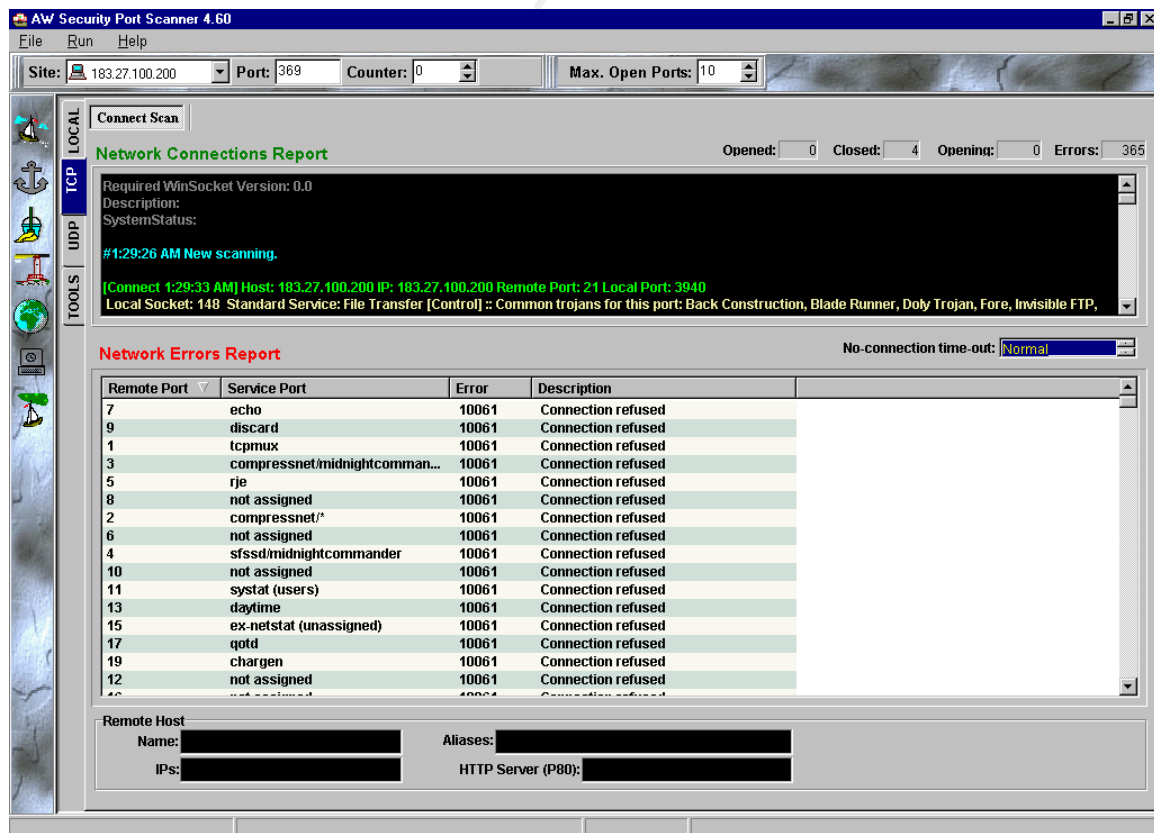 AW Security Port Scanner 4.60
File Run Help
Site: 183.27.100.200 Port: 369 Counter: 0 Max. Open Ports: 10
LOCAL
TCP
UDP
TOOLS
Connect Scan
Network Connections Report Opened: 0 Closed: 4 Opening: 0 Errors: 365
Required WinSocket Version: 0.0
Description:
SystemStatus:
#1:29:26 AM New scanning.
[Connect 1:29:33 AM] Host: 183.27.100.200 IP: 183.27.100.200 Remote Port: 21 Local Port: 3940
Local Socket: 148 Standard Service: File Transfer [Control] :: Common trojans for this port: Back Construction, Blade Runner, Doly Trojan, Fore, Invisible FTP,
Network Errors Report No-connection time-out: Normal
Remote Port Service Port Error Description
7 echo 10061 Connection refused
9 discard 10061 Connection refused
1 tcpmux 10061 Connection refused
3 compressnet/midnightcomman... 10061 Connection refused
5 rje 10061 Connection refused
8 not assigned 10061 Connection refused
2 compressnet/* 10061 Connection refused
6 not assigned 10061 Connection refused
4 sfssd/midnightcommander 10061 Connection refused
10 not assigned 10061 Connection refused
11 systat (users) 10061 Connection refused
13 daytime 10061 Connection refused
15 ex-netstat (unassigned) 10061 Connection refused
17 qotd 10061 Connection refused
19 chargen 10061 Connection refused
12 not assigned 10061 Connection refused
Remote Host
Name: Aliases:
IPs: HTTP Server (P80):